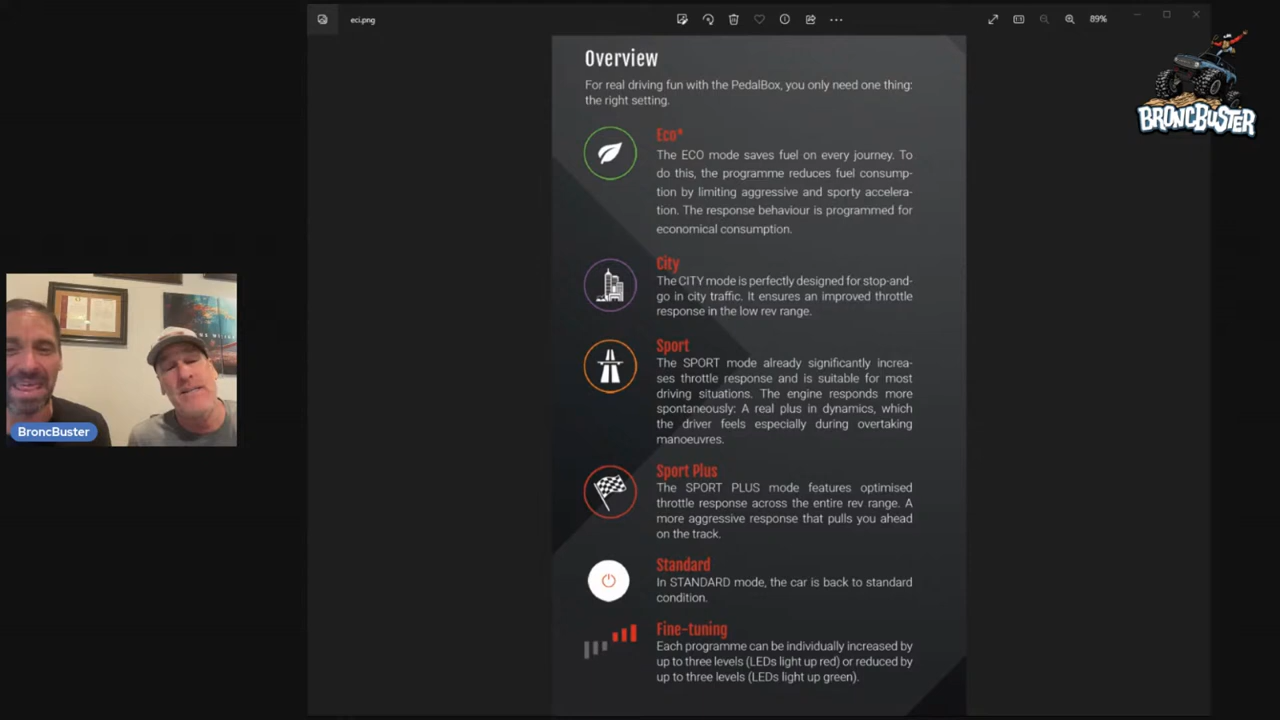 eci.png
89%
BRONCBUSTER
Overview
For real driving fun with the PedalBox, you only need one thing:
the right setting.
Eco*
The ECO mode saves fuel on every journey. To
do this, the programme reduces fuel consump-
tion by limiting aggressive and sporty accelera-
tion. The response behaviour is programmed for
economical consumption.
City
The CITY mode is perfectly designed for stop-and-
go in city traffic. It ensures an improved throttle
response in the low rev range.
Sport
The SPORT mode already significantly increa-
ses throttle response and is suitable for most
driving situations. The engine responds more
spontaneously: A real plus in dynamics, which
the driver feels especially during overtaking
manoeuvres.
Sport Plus
The SPORT PLUS mode features optimised
throttle response across the entire rev range. A
more aggressive response that pulls you ahead
on the track.
Standard
In STANDARD mode, the car is back to standard
condition.
Fine-tuning
Each programme can be individually increased by
up to three levels (LEDs light up red) or reduced by
up to three levels (LEDs light up green).
BroncBuster